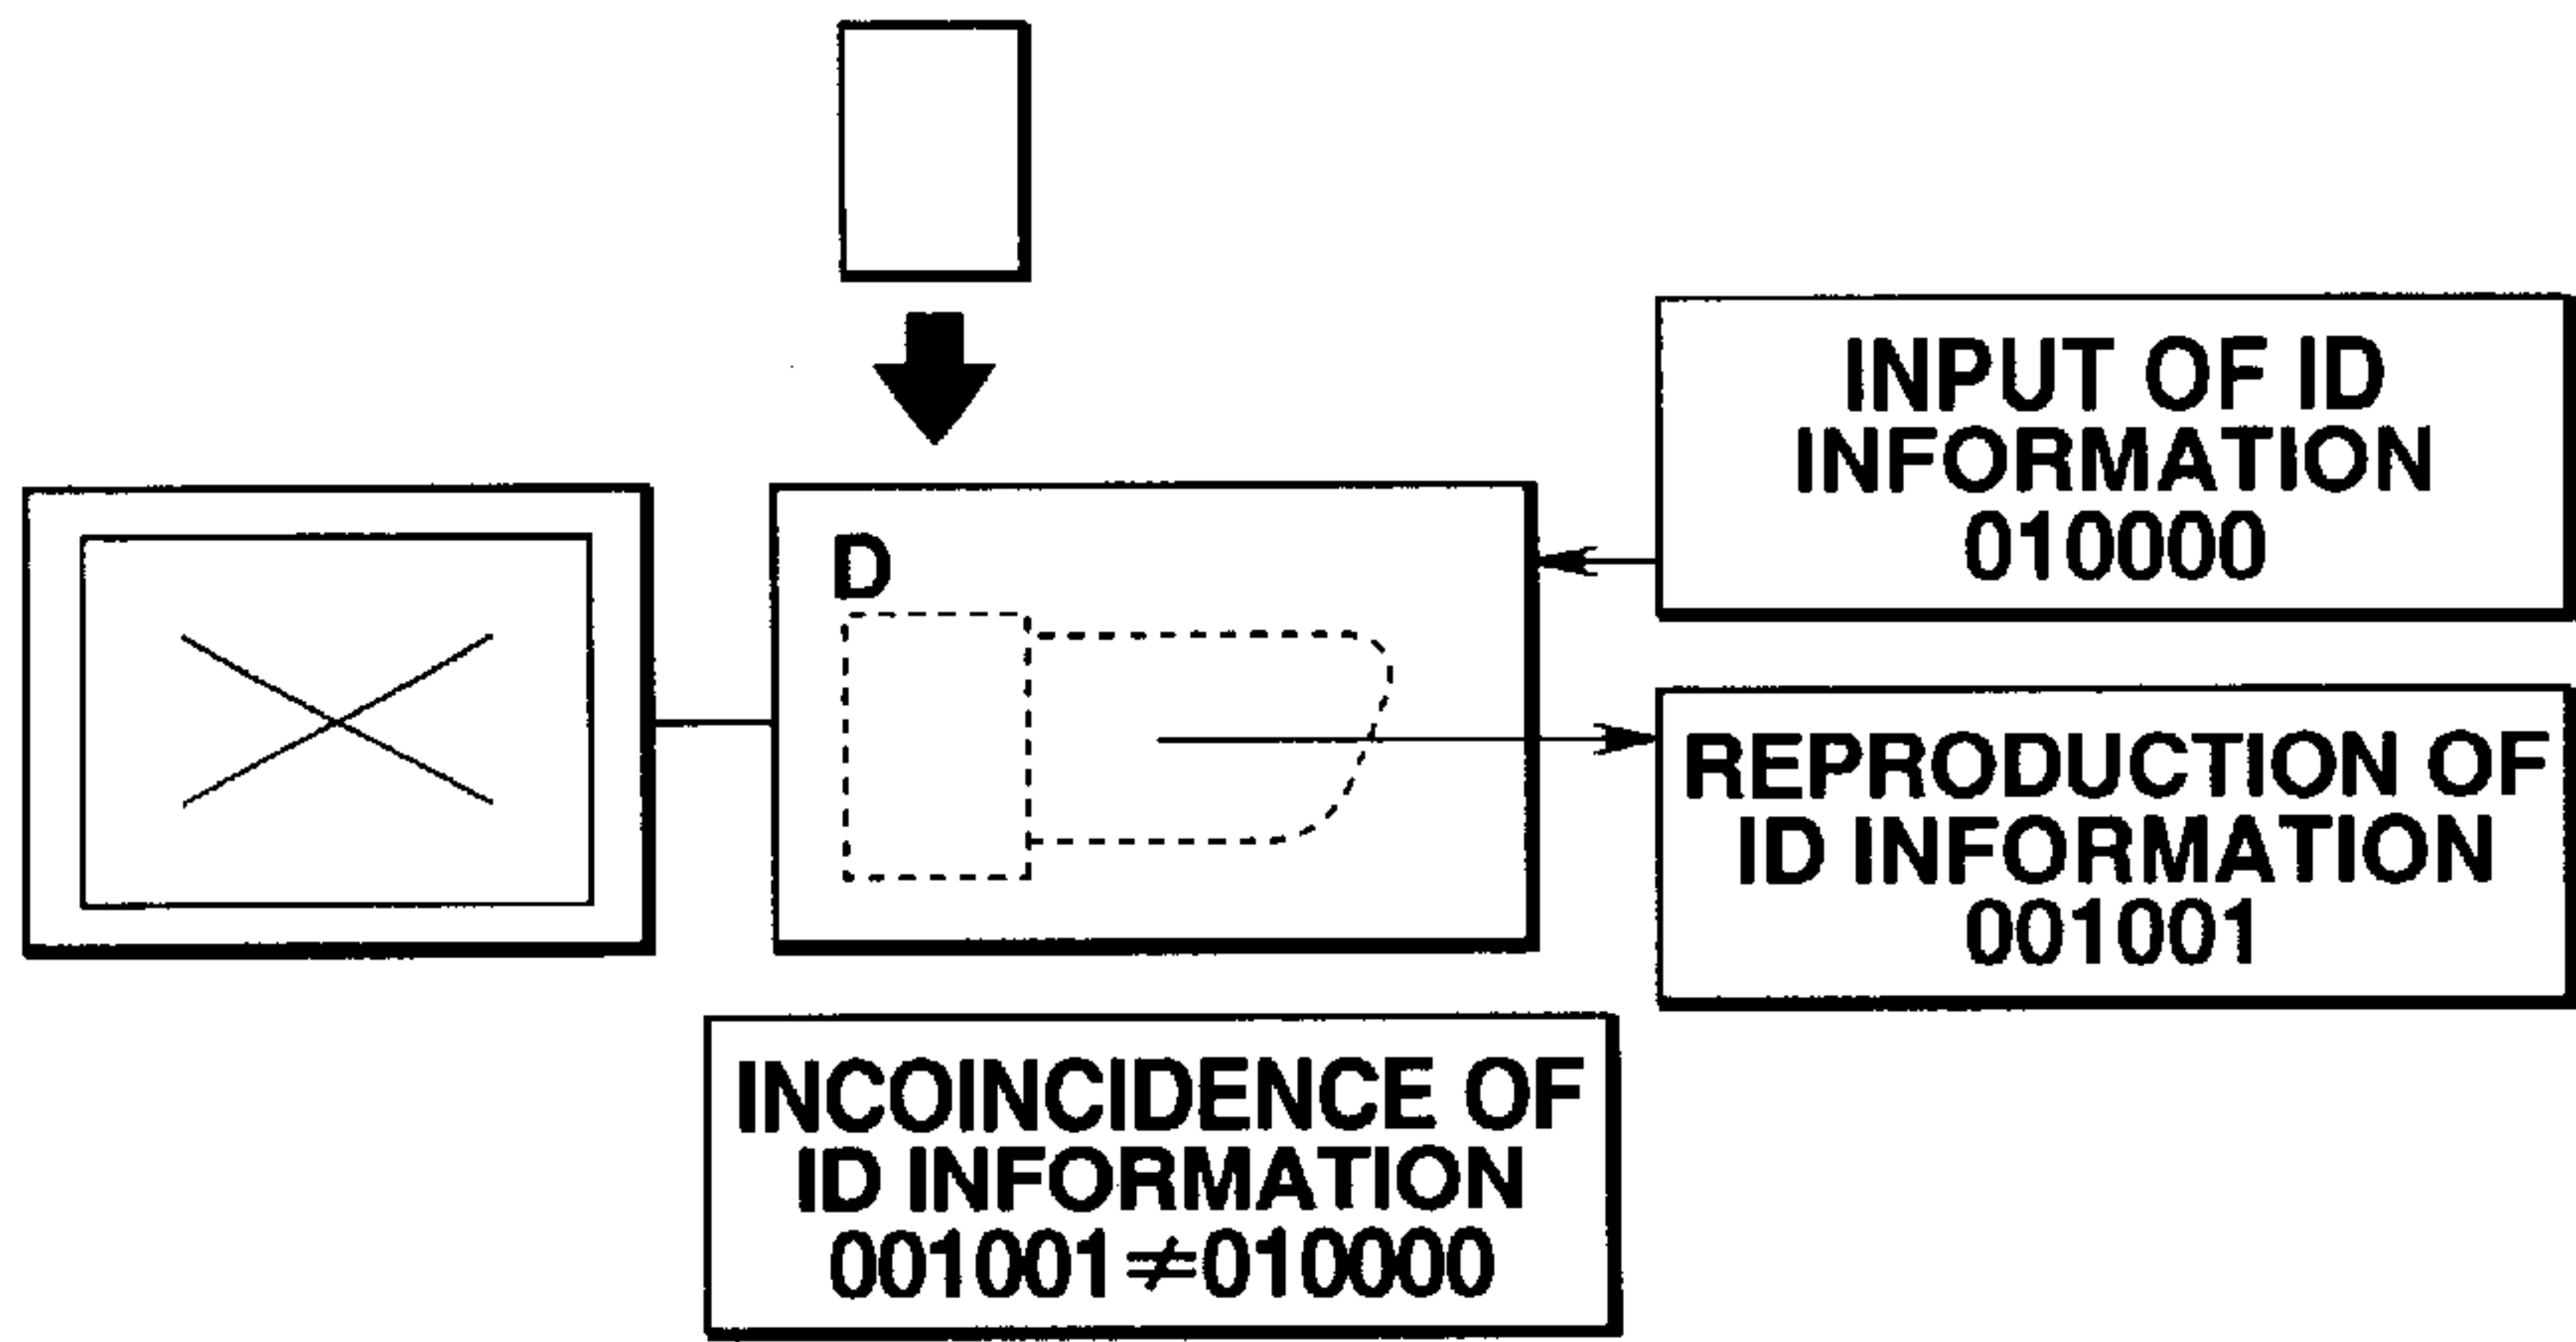 D
INPUT OF ID
INFORMATION
010000
REPRODUCTION OF
ID INFORMATION
001001
INCOINCIDENCE OF
ID INFORMATION
001001≠010000